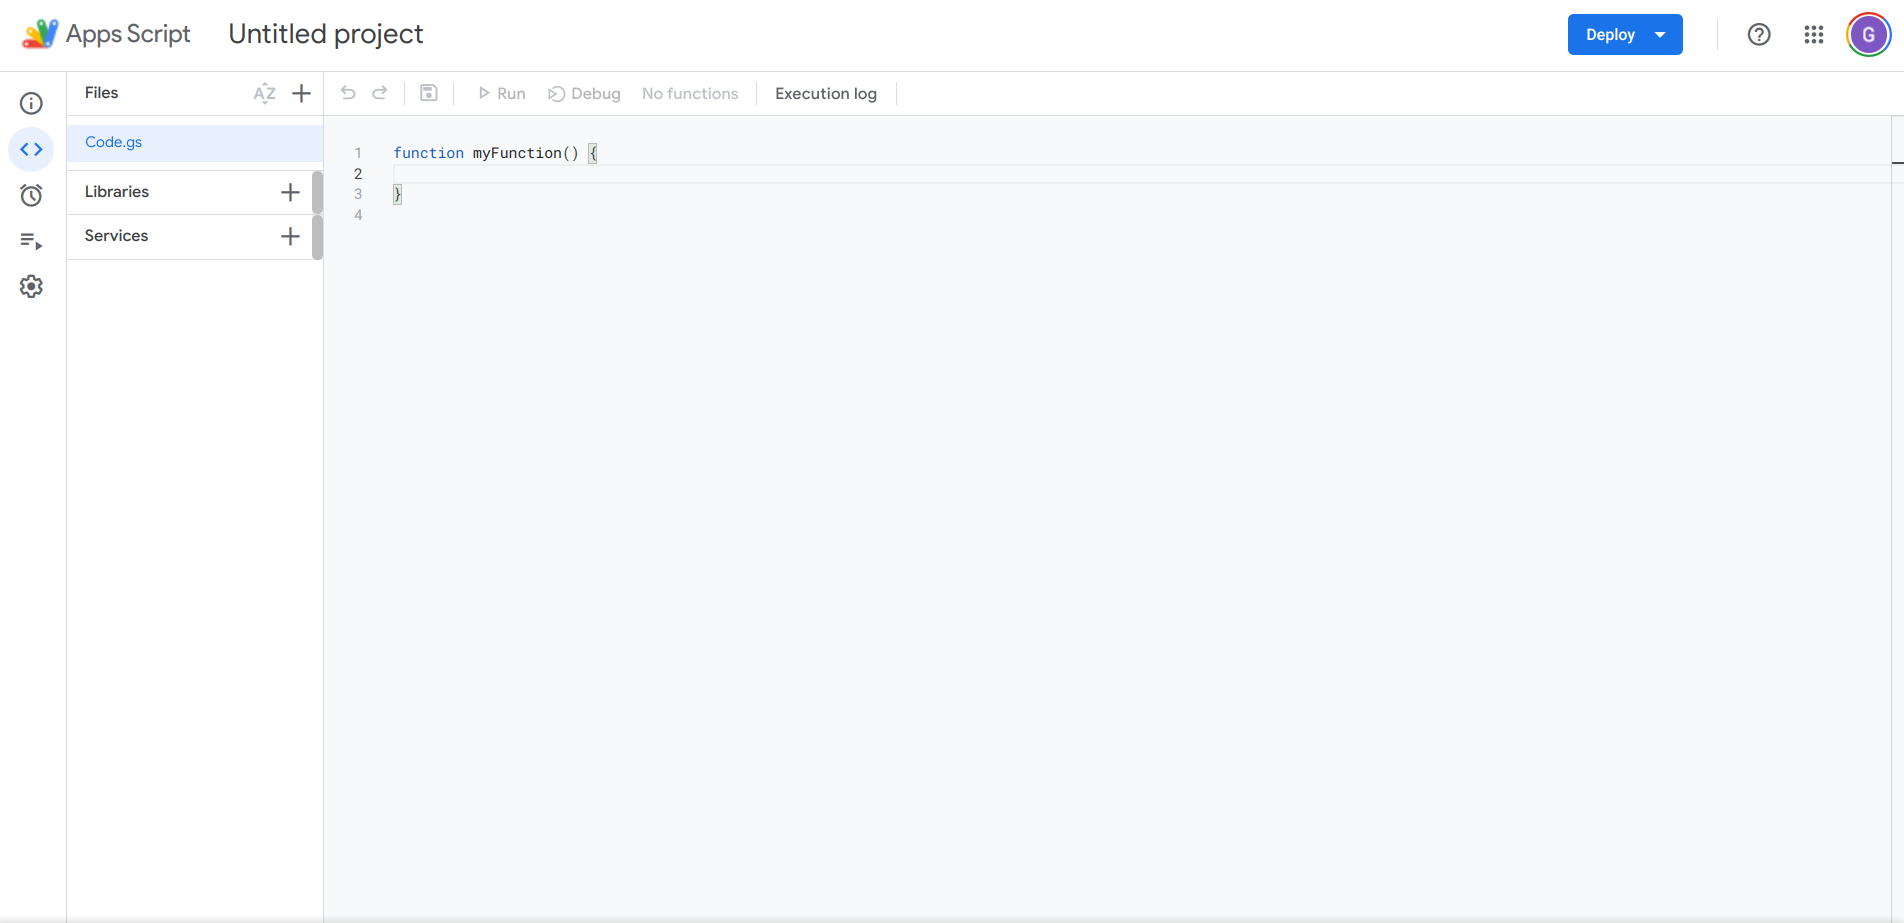 Apps Script
Untitled project
Deploy
G
Files
AZ
Run
Debug
No functions
Execution log
Code.gs
Libraries
Services
1 function myFunction() {
2
3 }
4